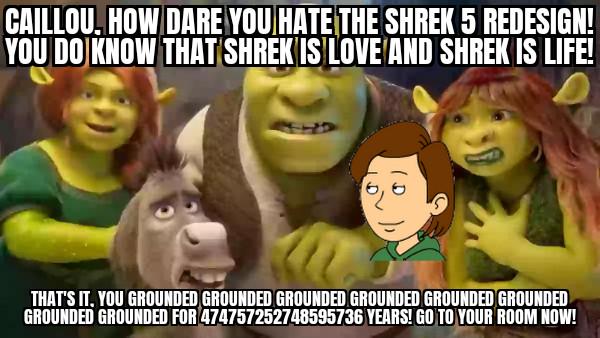 CAILLOU. HOW DARE YOU HATE THE SHREK 5 REDESIGN!
YOU DO KNOW THAT SHREK IS LOVE AND SHREK IS LIFE!
THAT'S IT, YOU GROUNDED GROUNDED GROUNDED GROUNDED GROUNDED GROUNDED
GROUNDED GROUNDED FOR 474757252748595736 YEARS! GO TO YOUR ROOM NOW!